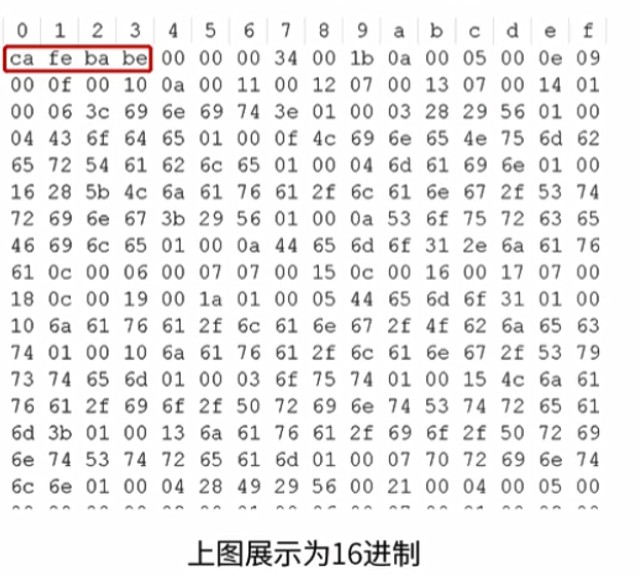 0 1 2 3 4 5 6 7 8 9 a b c d e f
ca fe ba be 00 00 00 34 00 1b 0a 00 05 00 0e 09
00 0f 00 10 0a 00 11 00 12 07 00 13 07 00 14 01
00 06 3c 69 6e 69 74 3e 01 00 03 28 29 56 01 00
04 43 6f 64 65 01 00 0f 4c 69 6e 65 4e 75 6d 62
65 72 54 61 62 6c 65 01 00 04 6d 61 69 6e 01 00
16 28 5b 4c 6a 61 76 61 2f 6c 61 6e 67 2f 53 74
72 69 6e 67 3b 29 56 01 00 0a 53 6f 75 72 63 65
46 69 6c 65 01 00 0a 44 65 6d 6f 31 2e 6a 61 76
61 0c 00 06 00 07 07 00 15 0c 00 16 00 17 07 00
18 0c 00 19 00 1a 01 00 05 44 65 6d 6f 31 01 00
10 6a 61 76 61 2f 6c 61 6e 67 2f 4f 62 6a 65 63
74 01 00 10 6a 61 76 61 2f 6c 61 6e 67 2f 53 79
73 74 65 6d 01 00 03 6f 75 74 01 00 15 4c 6a 61
76 61 2f 69 6f 2f 50 72 69 6e 74 53 74 72 65 61
6d 3b 01 00 13 6a 61 76 61 2f 69 6f 2f 50 72 69
6e 74 53 74 72 65 61 6d 01 00 07 70 72 69 6e 74
6c 6e 01 00 04 28 49 29 56 00 21 00 04 00 05 00
上图展示为16进制